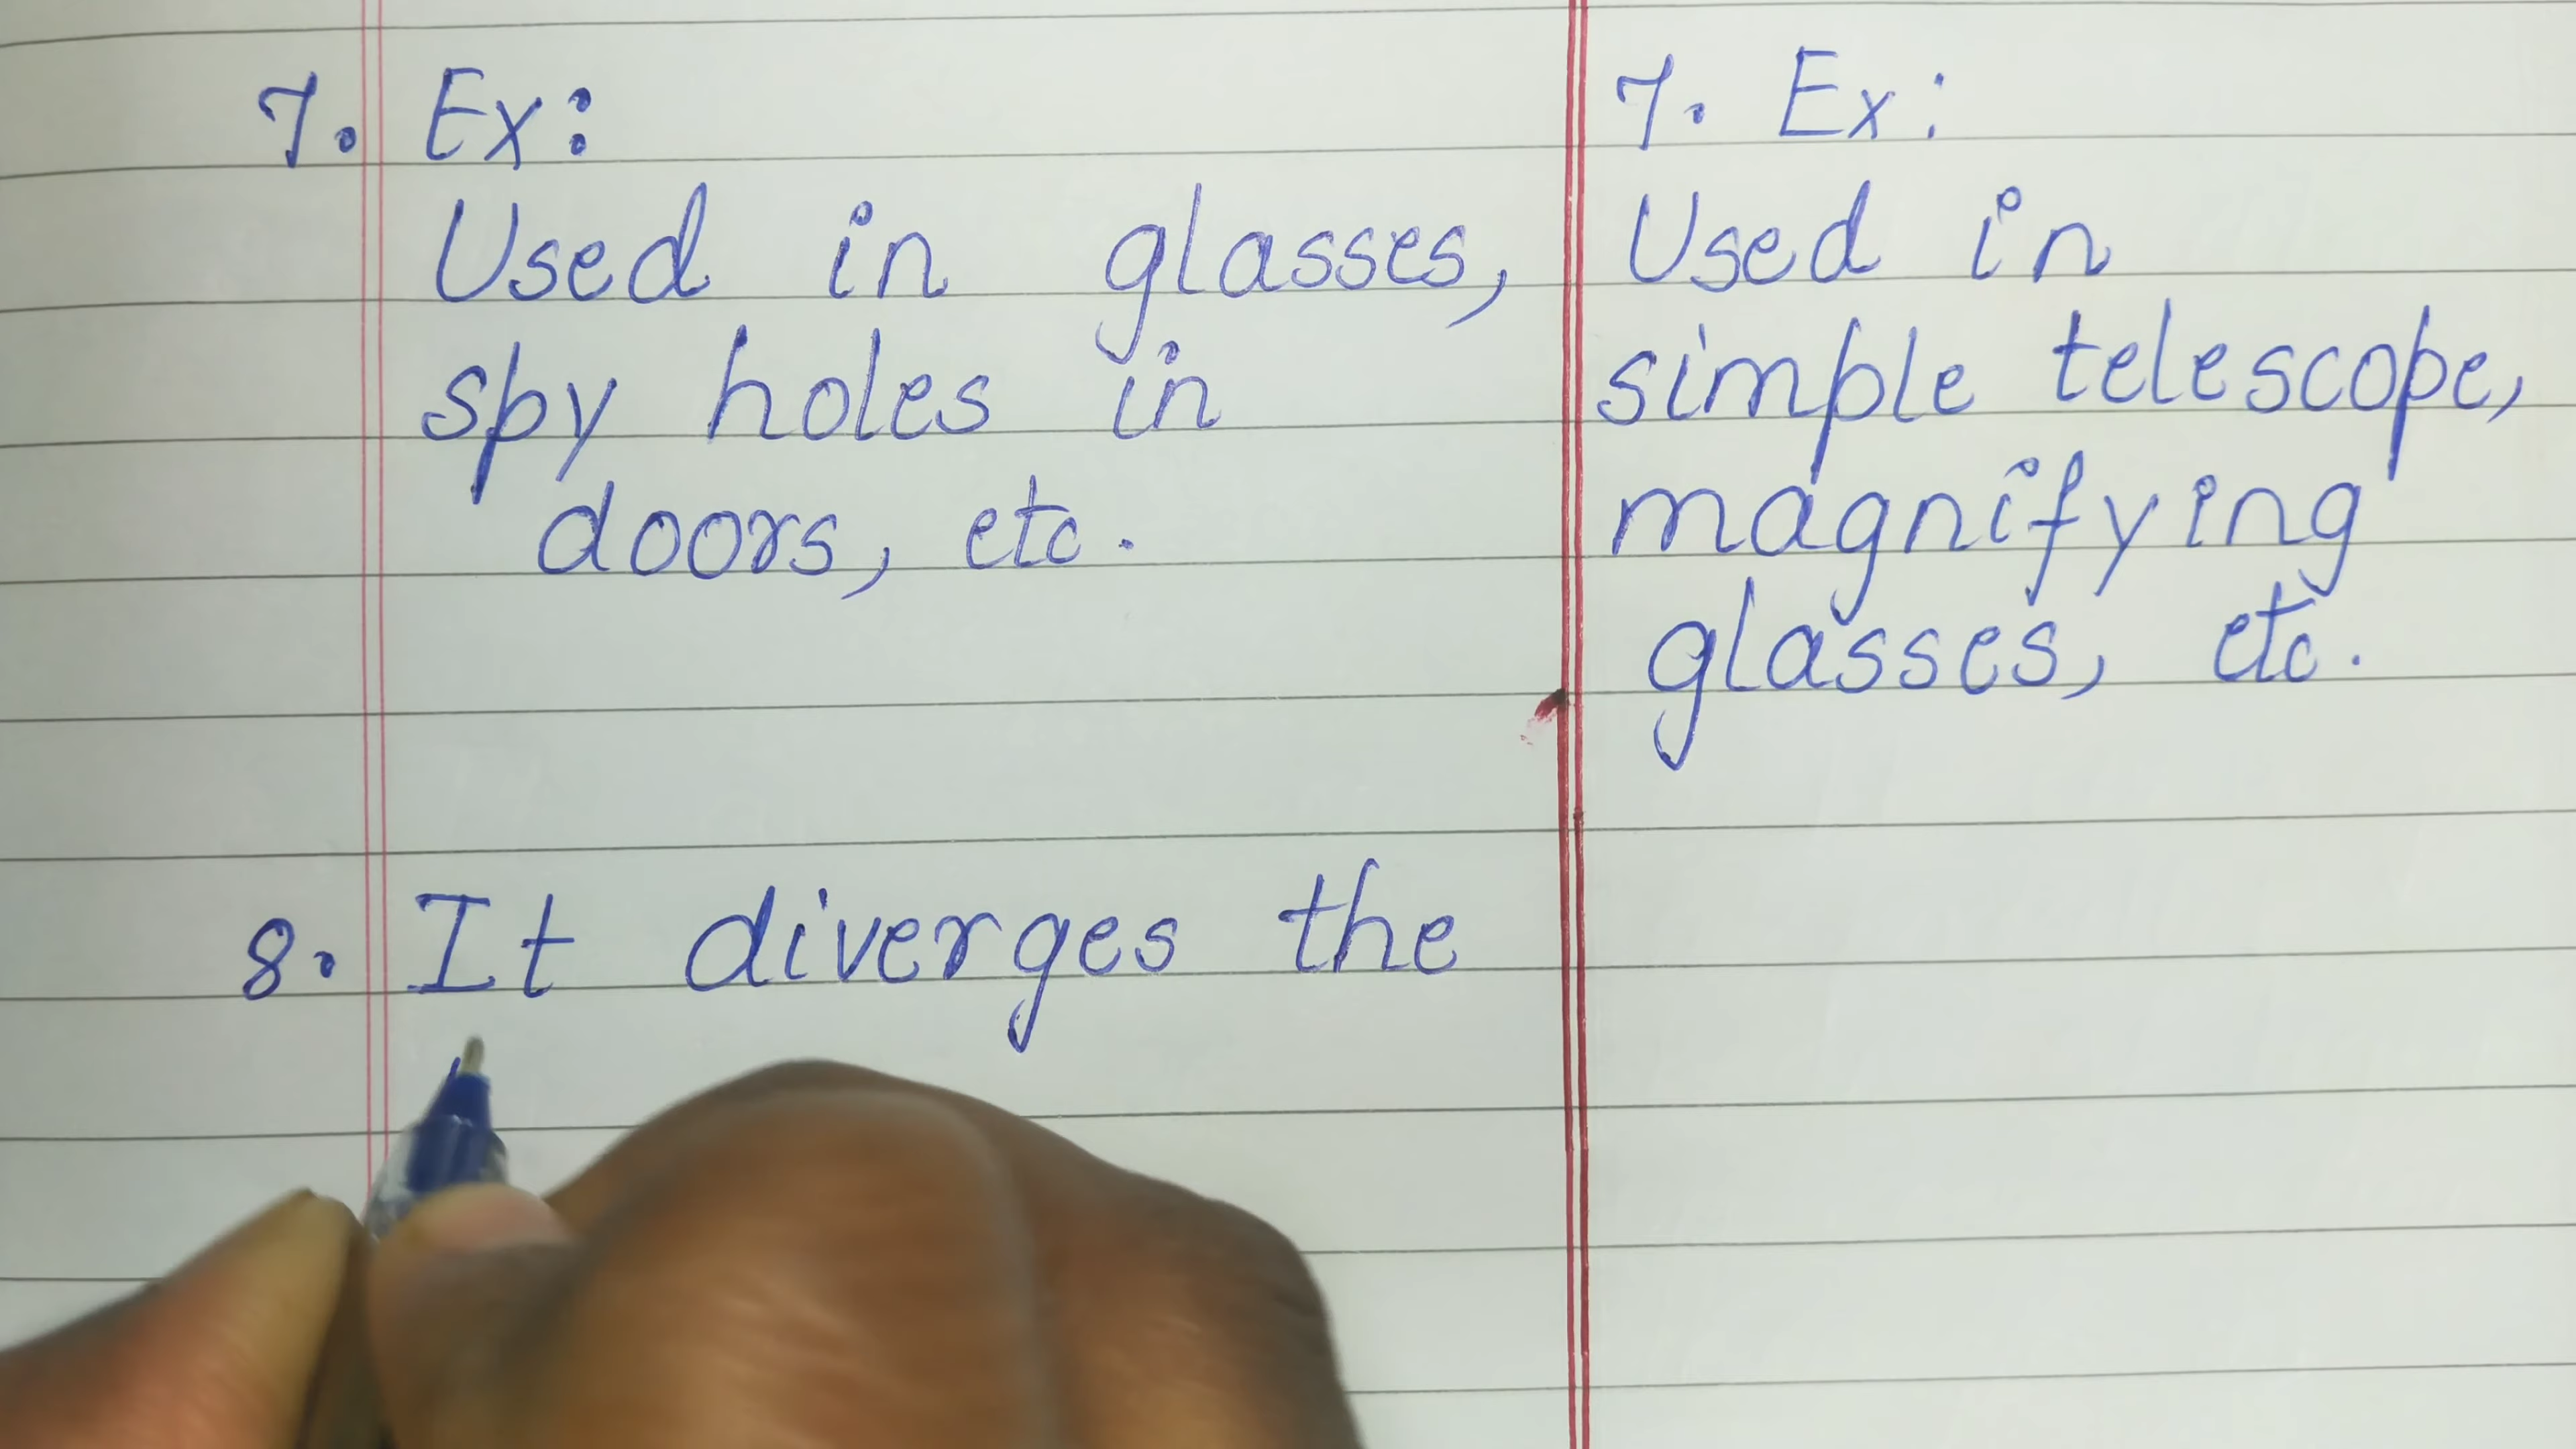 7. Ex:
Used in glasses,
spy holes in
doors, etc.
8. It diverges the
7. Ex:
Used in
simple telescope,
magnifying
glasses, etc.